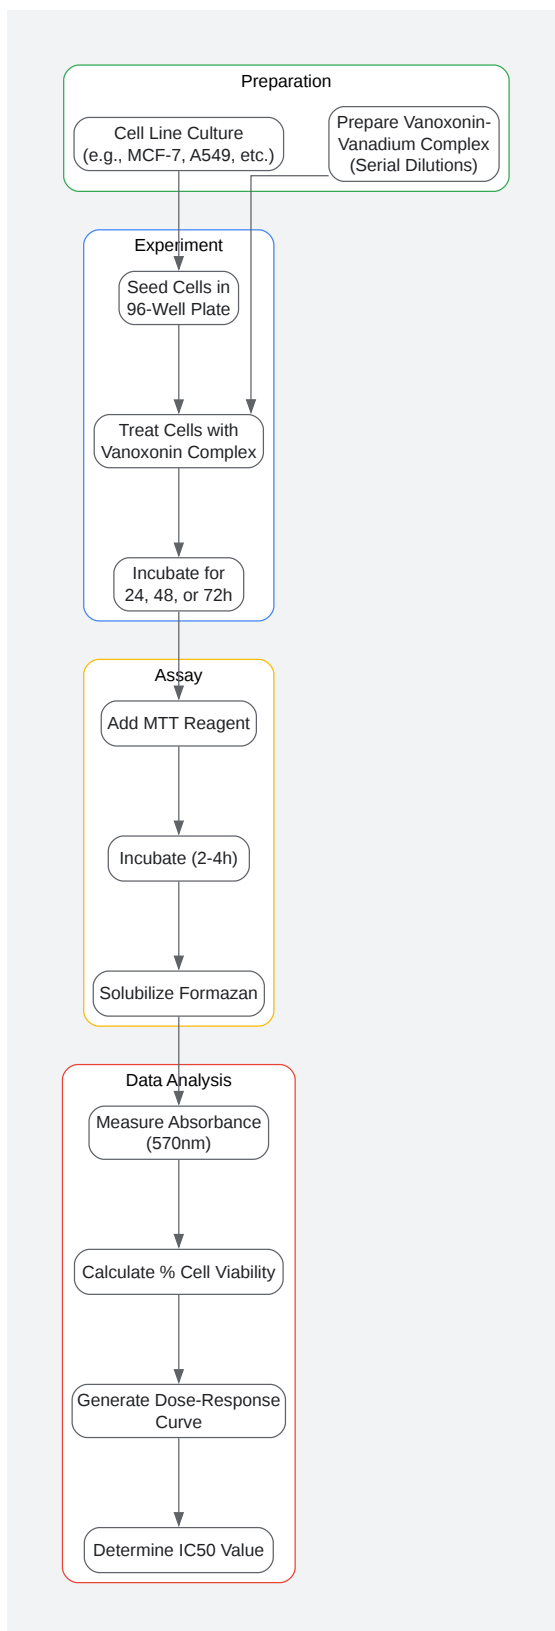 Preparation
Cell Line Culture
(e.g., MCF-7, A549, etc.)
Prepare Vanoxonin-
Vanadium Complex
(Serial Dilutions)
Experiment
Seed Cells in
96-Well Plate
Treat Cells with
Vanoxonin Complex
Incubate for
24, 48, or 72h
Assay
Add MTT Reagent
Incubate (2-4h)
Solubilize Formazan
Data Analysis
Measure Absorbance
(570nm)
Calculate % Cell Viability
Generate Dose-Response
Curve
Determine IC50 Value